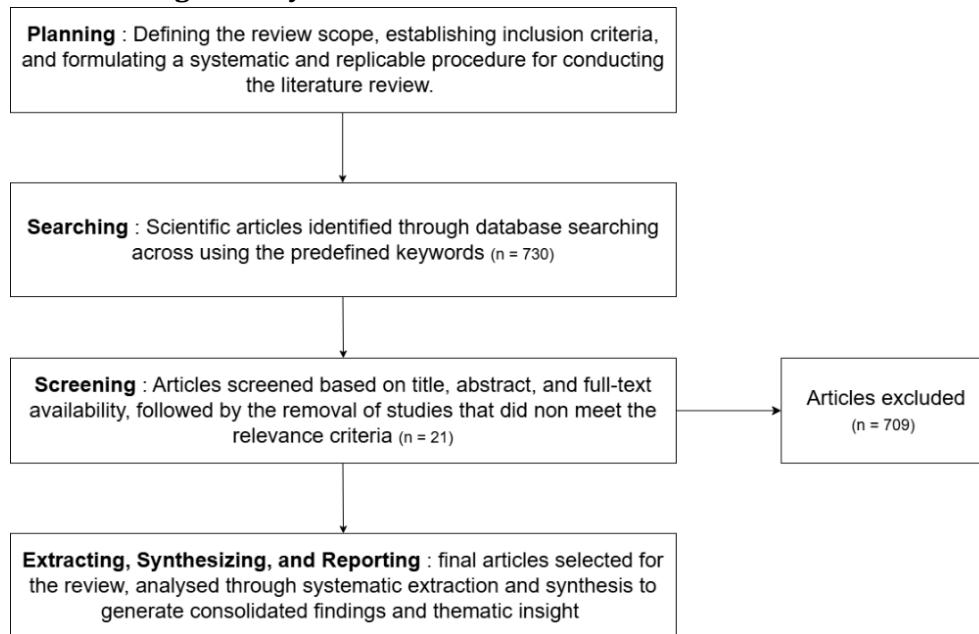 Planning : Defining the review scope, establishing inclusion criteria,
and formulating a systematic and replicable procedure for conducting
the literature review.
Searching : Scientific articles identified through database searching
across using the predefined keywords (n = 730)
Screening : Articles screened based on title, abstract, and full-text
availability, followed by the removal of studies that did non meet the
relevance criteria (n = 21)
Articles excluded
(n = 709)
Extracting, Synthesizing, and Reporting : final articles selected for
the review, analysed through systematic extraction and synthesis to
generate consolidated findings and thematic insight